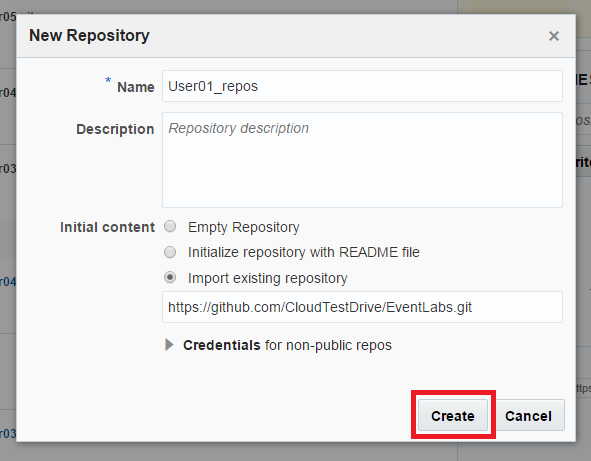 New Repository ×
* Name User01_repos
Description Repository description
Initial content Empty Repository
Initialize repository with README file
Import existing repository
https://github.com/CloudTestDrive/EventLabs.git
Credentials for non-public repos
Create Cancel